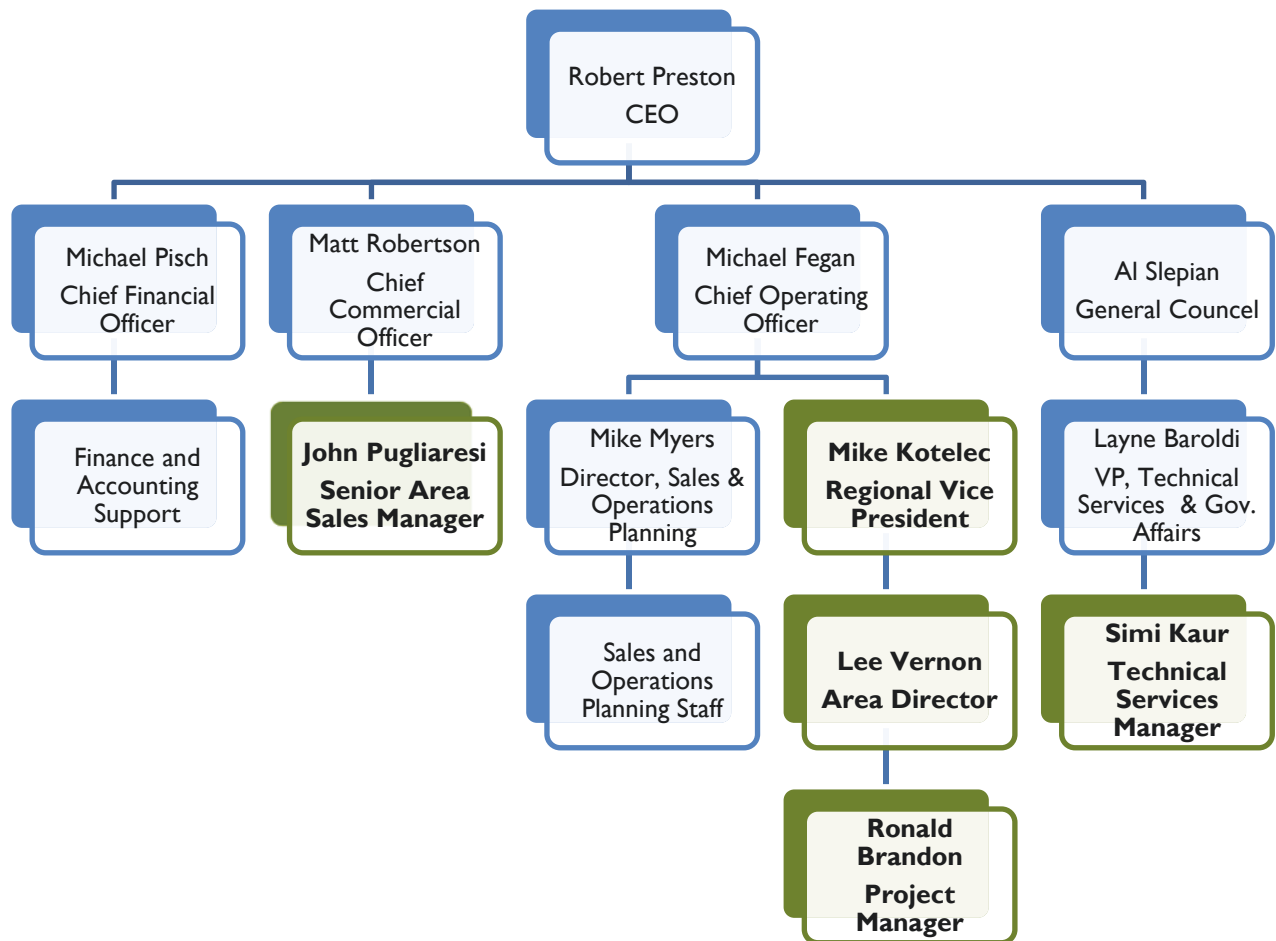 Robert Preston
CEO
Michael Pisch
Chief Financial
Officer
Matt Robertson
Chief
Commercial
Officer
Michael Fegan
Chief Operating
Officer
Al Slepian
General Councel
Finance and
Accounting
Support
John Pugliaresi
Senior Area
Sales Manager
Mike Myers
Director, Sales &
Operations
Planning
Mike Kotelec
Regional Vice
President
Layne Baroldi
VP, Technical
Services & Gov.
Affairs
Sales and
Operations
Planning Staff
Lee Vernon
Area Director
Simi Kaur
Technical
Services
Manager
Ronald
Brandon
Project
Manager